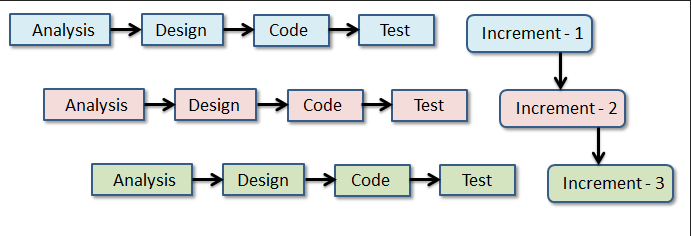 Analysis Design Code Test Increment - 1
Analysis Design Code Test Increment - 2
Analysis Design Code Test Increment - 3